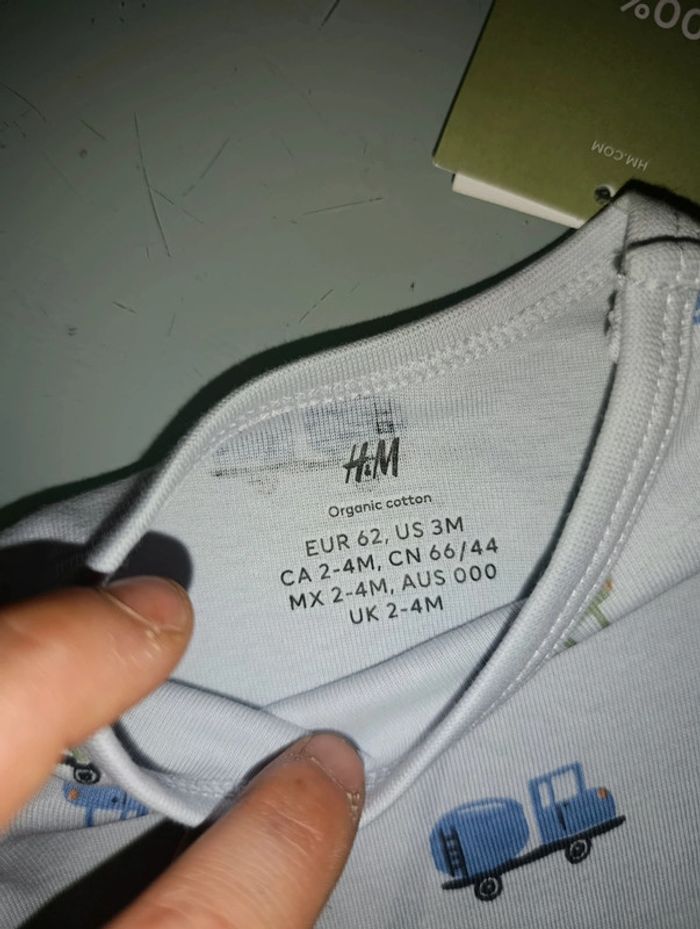 00%
HM.COM
H&M
Organic cotton
EUR 62, US 3M
CA 2-4M, CN 66/44
MX 2-4M, AUS 000
UK 2-4M